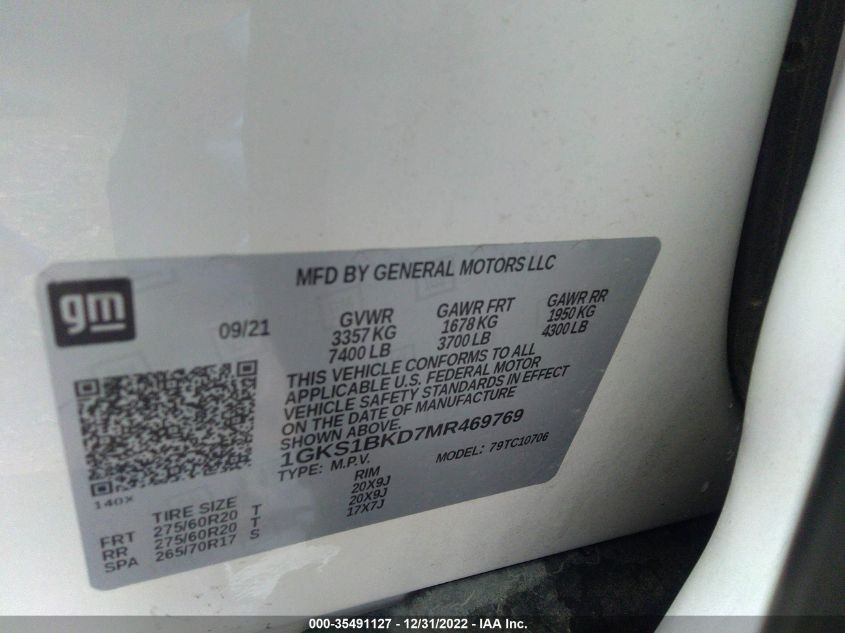 MFD BY GENERAL MOTORS LLC
gm
09/21
GVWR
3357 KG
7400 LB
GAWR FRT
1678 KG
3700 LB
GAWR RR
1950 KG
4300 LB
THIS VEHICLE CONFORMS TO ALL
APPLICABLE U.S. FEDERAL MOTOR
VEHICLE SAFETY STANDARDS IN EFFECT
ON THE DATE OF MANUFACTURE
SHOWN ABOVE.
1GKS1BKD7MR469769
TYPE: M.P.V.
MODEL: 79TC10706
140X
TIRE SIZE
RIM
FRT 275/60R20 T 20X9J
RR 275/60R20 T 20X9J
SPA 265/70R17 S 17X7J
000-35491127 - 12/31/2022 - IAA Inc.